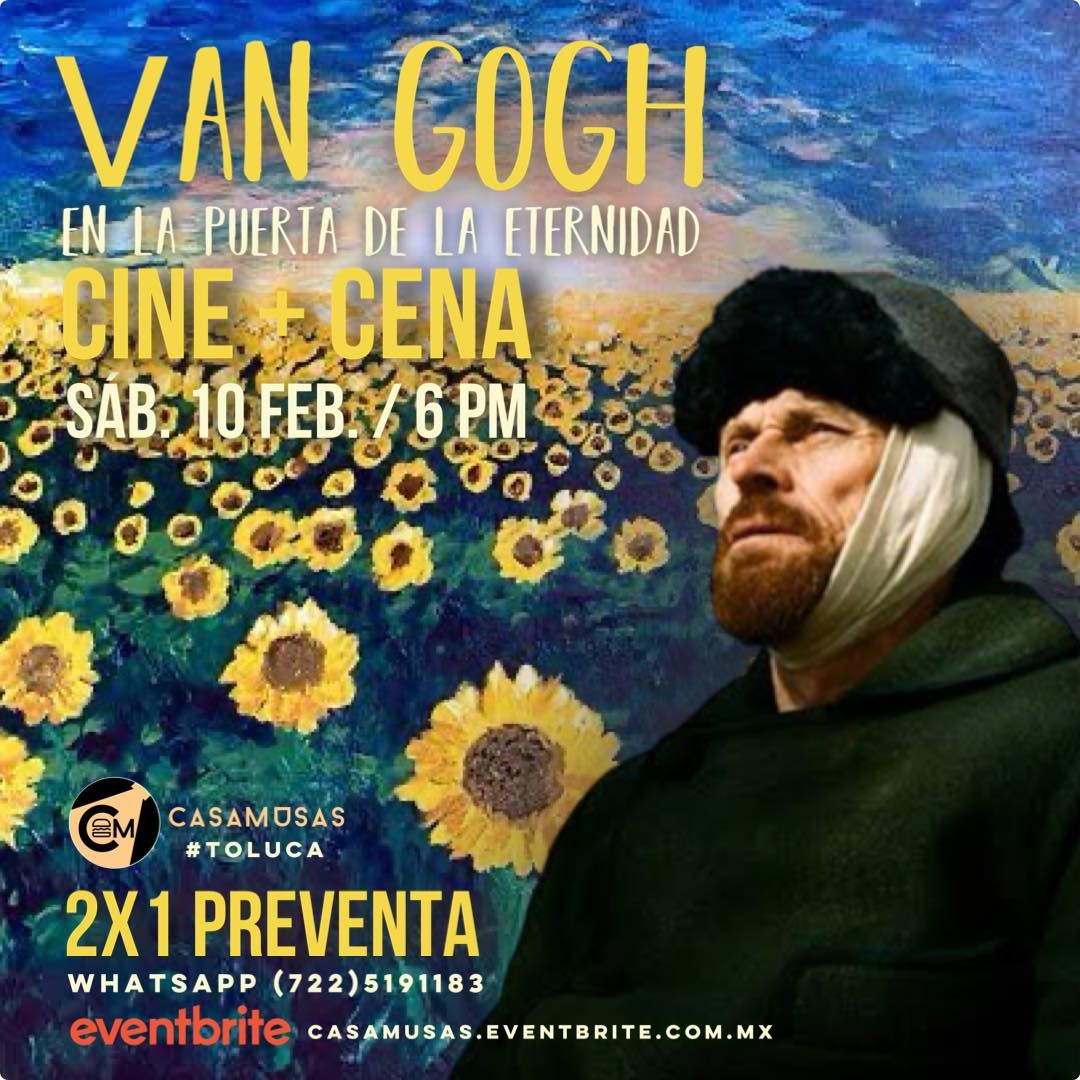 VAN GOGH
EN LA PUERTA DE LA ETERNIDAD
CINE + CENA
SÁB. 10 FEB. / 6 PM
CM
CASAMUSAS
#TOLUCA
2X1 PREVENTA
WHATSAPP (722)5191183
eventbrite CASAMUSAS.EVENTBRITE.COM.MX